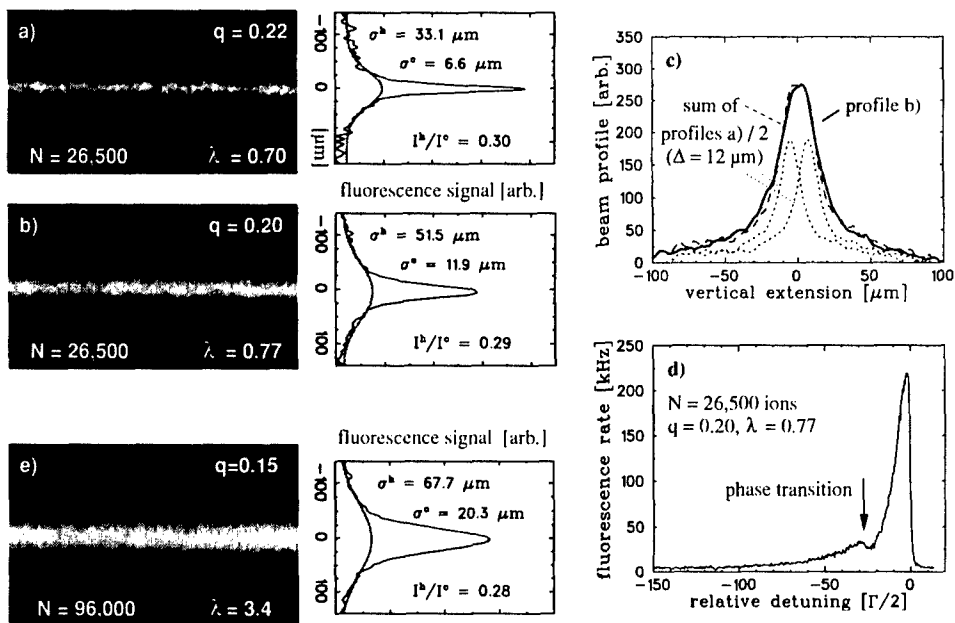 a)
q = 0.22
N = 26,500
λ = 0.70
-100
0
[μm]
σʰ = 33.1 μm
σᶜ = 6.6 μm
Iʰ/Iᶜ = 0.30
fluorescence signal [arb.]
b)
q = 0.20
N = 26,500
λ = 0.77
-100
0
100
σʰ = 51.5 μm
σᶜ = 11.9 μm
Iʰ/Iᶜ = 0.29
fluorescence signal [arb.]
e)
q=0.15
N = 96,000
λ = 3.4
-100
0
100
σʰ = 67.7 μm
σᶜ = 20.3 μm
Iʰ/Iᶜ = 0.28
c)
beam profile [arb.]
350
300
250
200
150
100
50
0
sum of
profiles a) / 2
(Δ = 12 μm)
profile b)
-100
-50
0
50
100
vertical extension [μm]
d)
fluorescence rate [kHz]
250
200
150
100
50
0
N = 26,500 ions
q = 0.20, λ = 0.77
phase transition
-150
-100
-50
0
relative detuning [Γ/2]